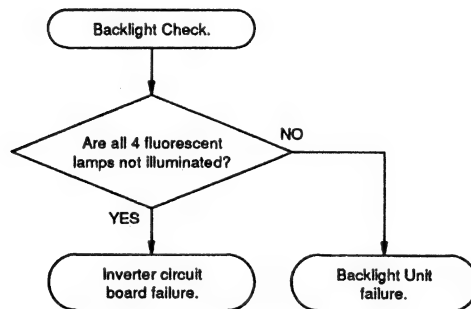 Backlight Check.
Are all 4 fluorescent
lamps not illuminated?
NO
YES
Inverter circuit
board failure.
Backlight Unit
failure.